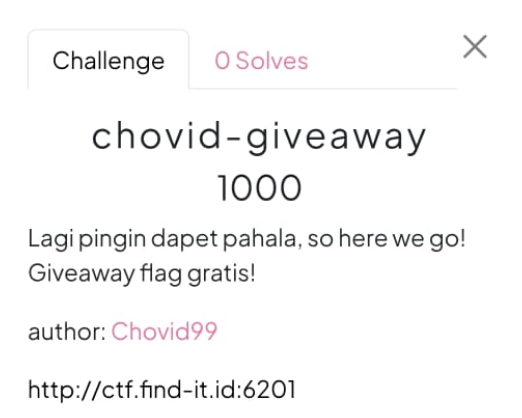 Challenge
0 Solves
chovid-giveaway
1000
Lagi pingin dapet pahala, so here we go!
Giveaway flag gratis!
author: Chovid99
http://ctf.find-it.id:6201